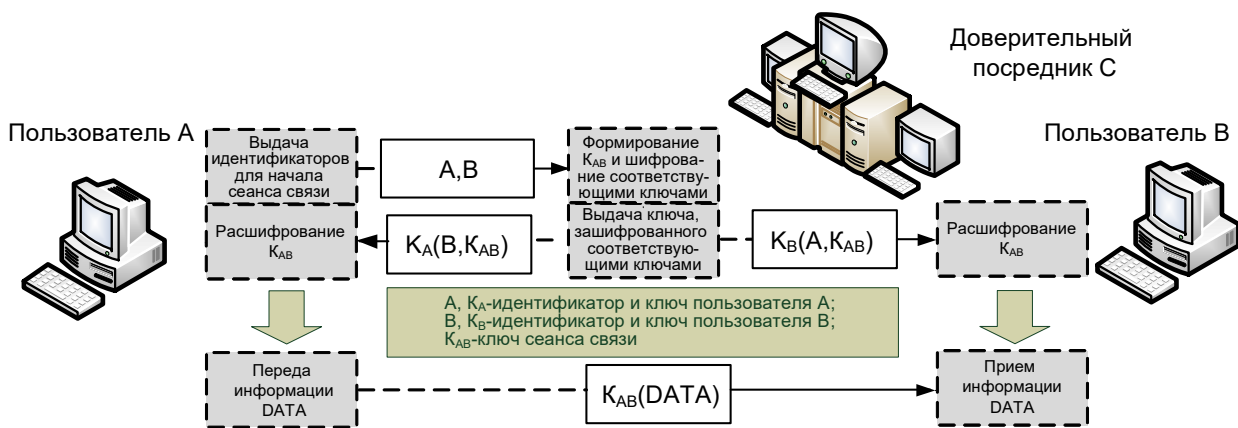 Доверительный
посредник С
Пользователь А
Пользователь В
Выдача
идентификаторов
для начала
сеанса связи
А,В
Формирование
КАВ и шифрова-
ние соответству-
ющими ключами
Расшифрование
КАВ
КА(В,КАВ)
Выдача ключа,
зашифрованного
соответствую-
щими ключами
КВ(А,КАВ)
Расшифрование
КАВ
А, КА-идентификатор и ключ пользователя А;
В, КВ-идентификатор и ключ пользователя В;
КАВ-ключ сеанса связи
Переда
информации
DATA
КАВ(DATA)
Прием
информации
DATA